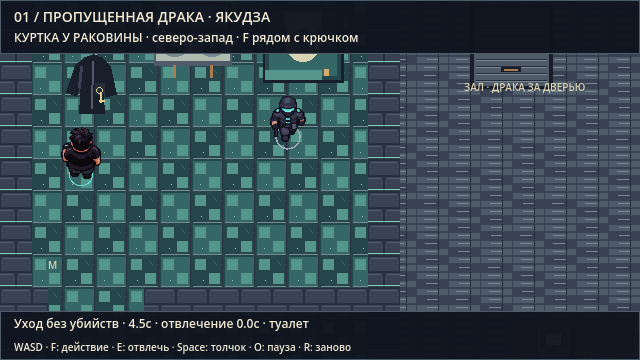 01 / ПРОПУЩЕННАЯ ДРАКА · ЯКУДЗА
КУРТКА У РАКОВИНЫ · северо-запад · F рядом с крючком
ЗАЛ · ДРАКА ЗА ДВЕРЬЮ
М
Уход без убийств · 4.5с · отвлечение 0.0с · туалет
WASD · F: действие · E: отвлечь · Space: толчок · O: пауза · R: заново